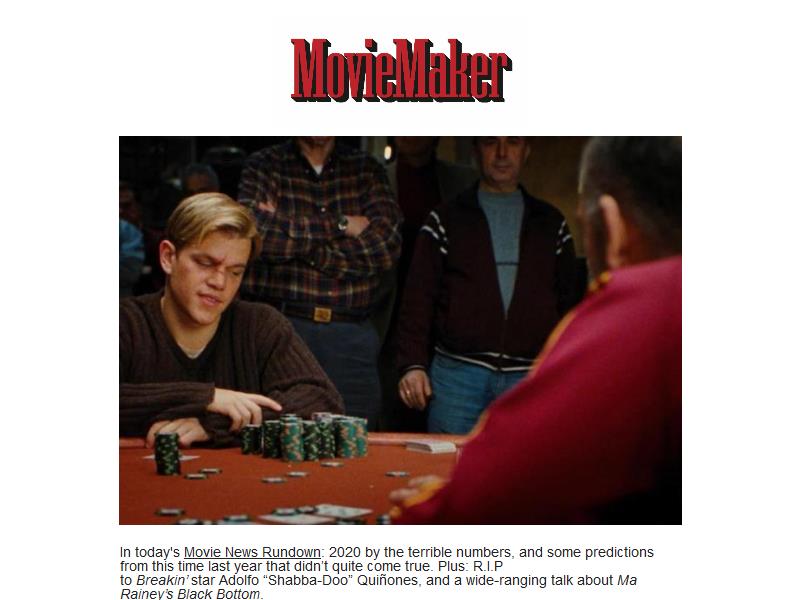 MovieMaker
In today's Movie News Rundown: 2020 by the terrible numbers, and some predictions
from this time last year that didn’t quite come true. Plus: R.I.P
to Breakin’ star Adolfo “Shabba-Doo” Quiñones, and a wide-ranging talk about Ma
Rainey’s Black Bottom.